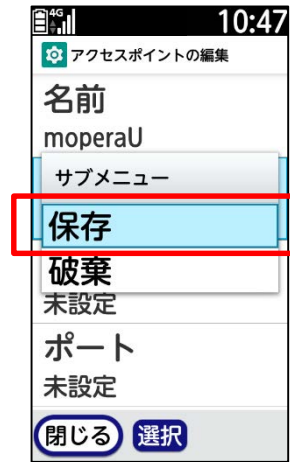 4G 10:47
アクセスポイントの編集
名前
moperaU
サブメニュー
保存
破棄
未設定
ポート
未設定
閉じる 選択